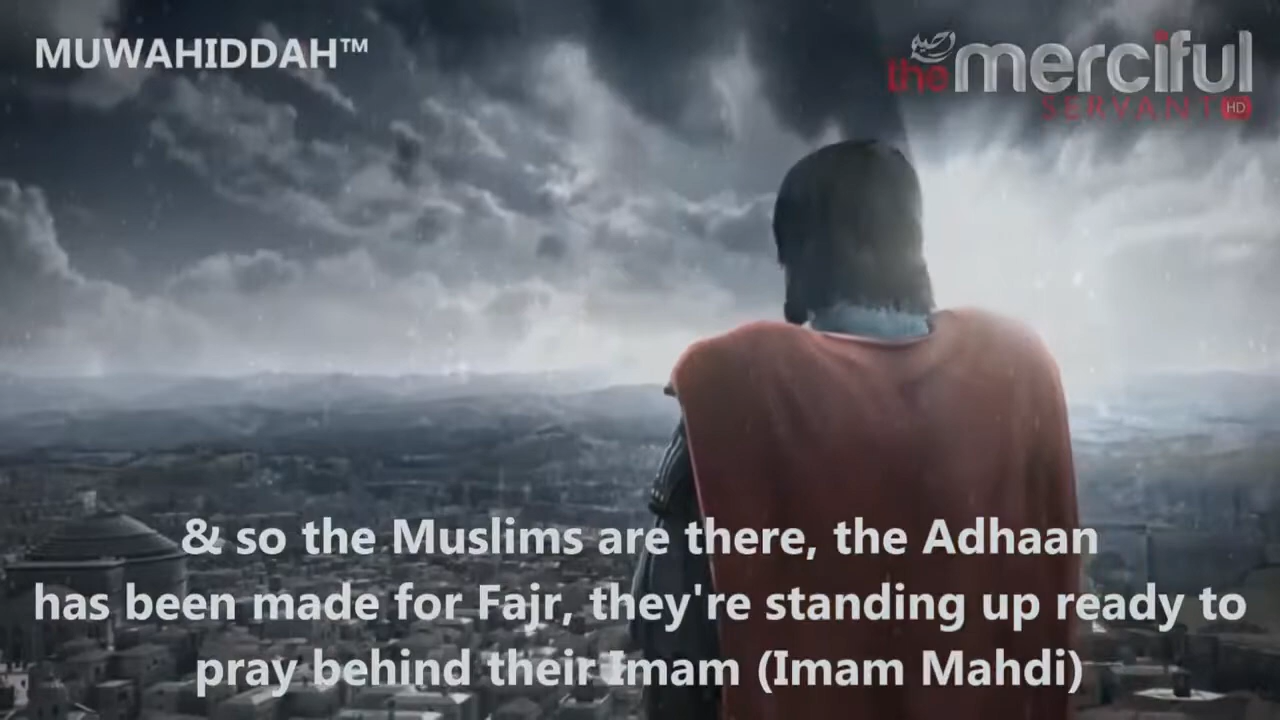 MUWAHIDDAH™
the merciful
SERVANT HD
& so the Muslims are there, the Adhaan
has been made for Fajr, they're standing up ready to
pray behind their Imam (Imam Mahdi)